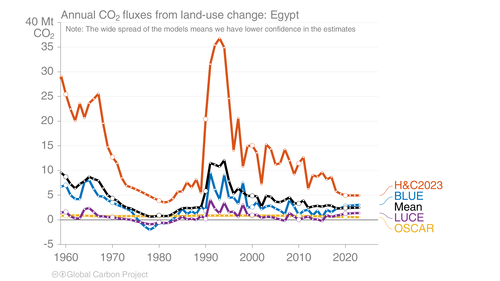 Annual CO₂ fluxes from land-use change: Egypt
40 Mt
CO₂
Note: The wide spread of the models means we have lower confidence in the estimates
35
30
25
20
15
10
5
0
-5
1960 1970 1980 1990 2000 2010 2020
H&C2023
BLUE
Mean
LUCE
OSCAR
Global Carbon Project